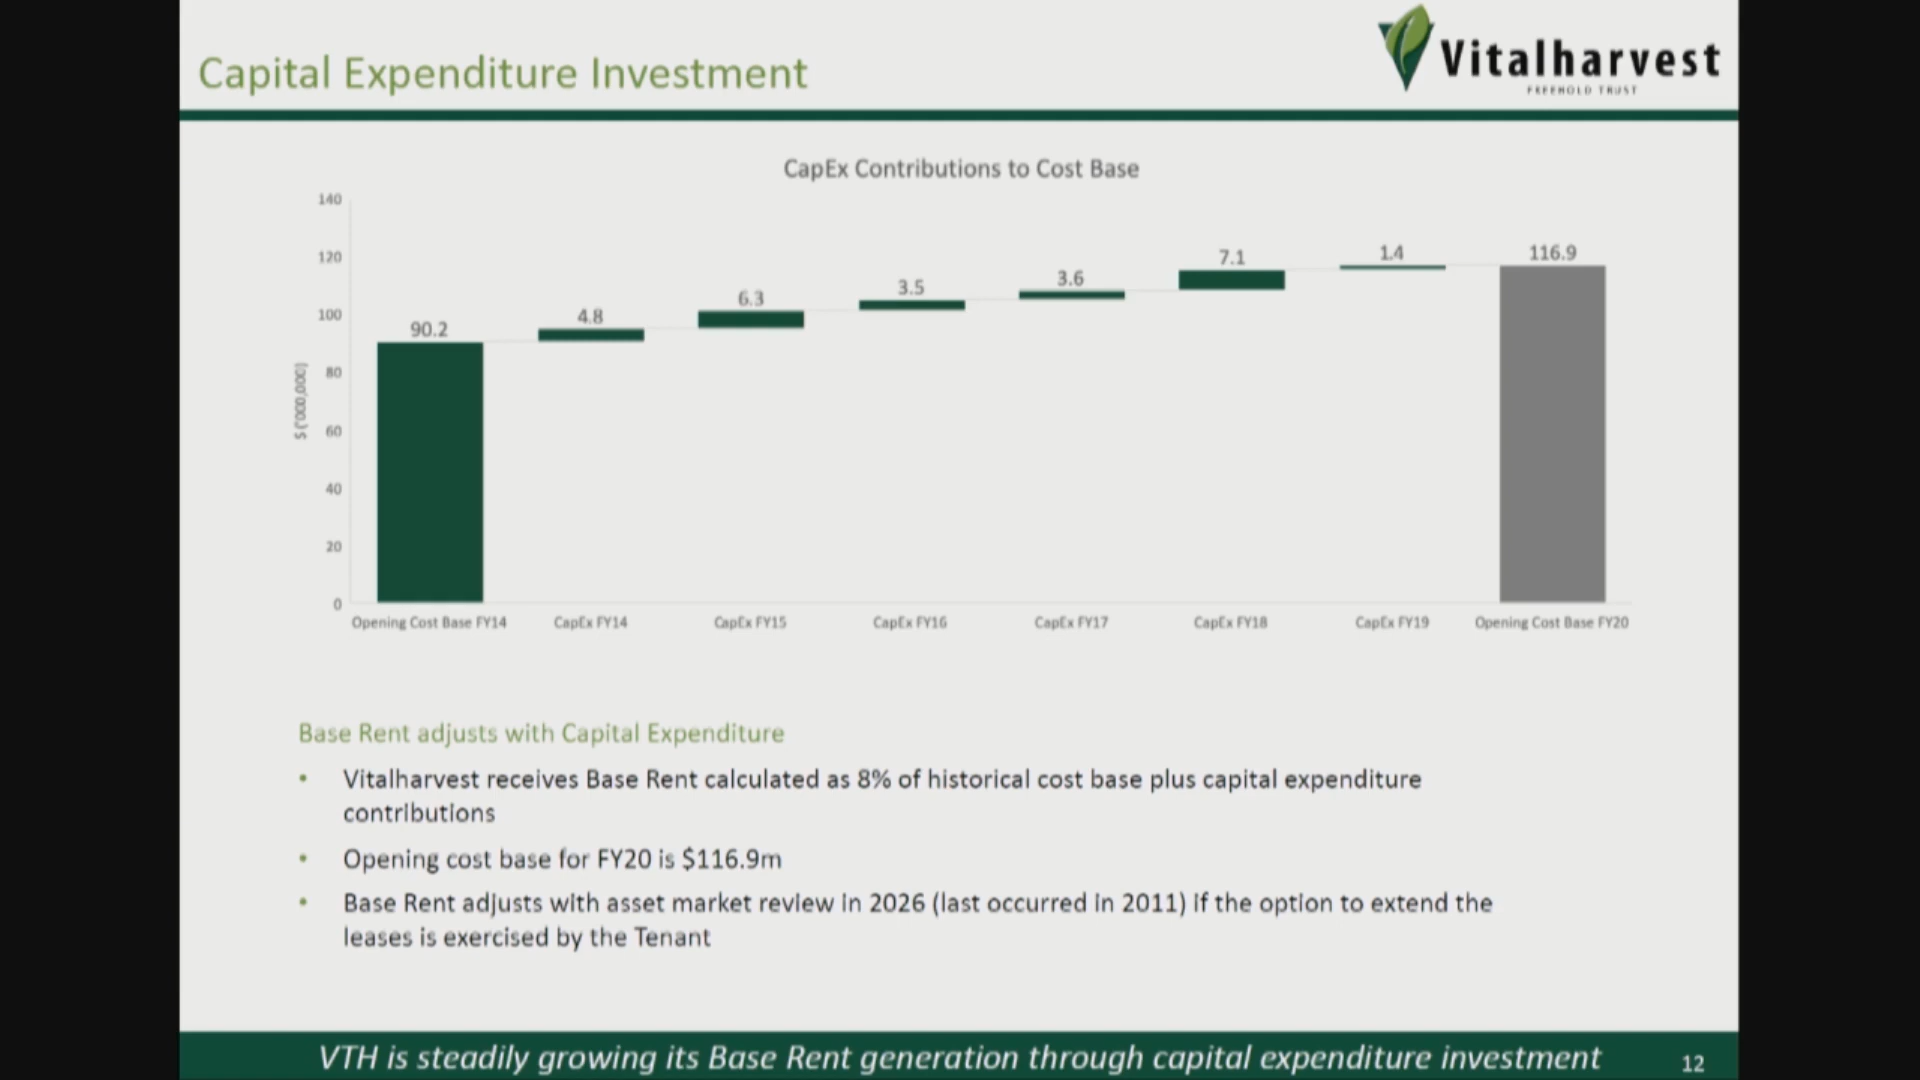 Capital Expenditure Investment
Vitalharvest
FREEHOLD TRUST
CapEx Contributions to Cost Base
140
120
100
80
60
40
20
0
$ ('000,000)
90.2
4.8
6.3
3.5
3.6
7.1
1.4
116.9
Opening Cost Base FY14
CapEx FY14
CapEx FY15
CapEx FY16
CapEx FY17
CapEx FY18
CapEx FY19
Opening Cost Base FY20
Base Rent adjusts with Capital Expenditure
• Vitalharvest receives Base Rent calculated as 8% of historical cost base plus capital expenditure
contributions
• Opening cost base for FY20 is $116.9m
• Base Rent adjusts with asset market review in 2026 (last occurred in 2011) if the option to extend the
leases is exercised by the Tenant
VTH is steadily growing its Base Rent generation through capital expenditure investment
12